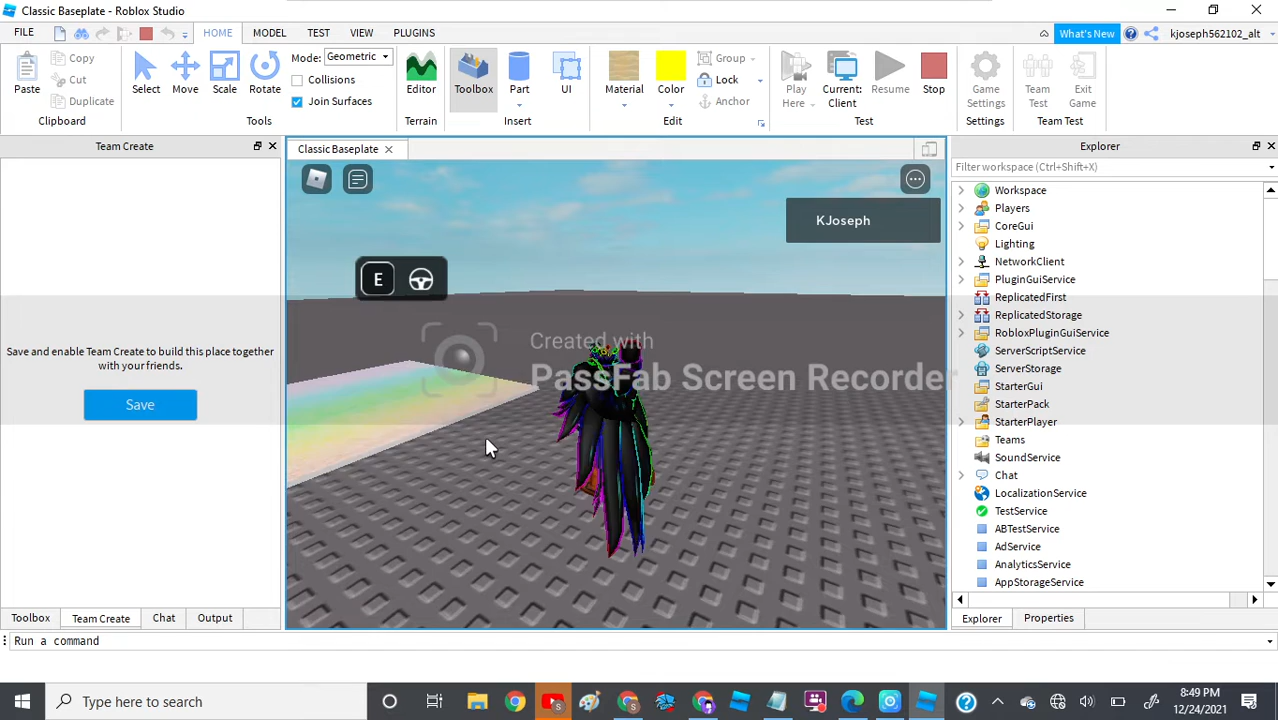 Classic Baseplate - Roblox Studio
FILE
HOME
MODEL
TEST
VIEW
PLUGINS
What's New
kjoseph562102_alt
Paste
Copy
Cut
Duplicate
Clipboard
Select
Move
Scale
Rotate
Mode: Geometric
Collisions
Join Surfaces
Tools
Editor
Terrain
Toolbox
Part
UI
Insert
Material
Color
Group
Lock
Anchor
Edit
Play
Here
Current:
Client
Resume
Stop
Test
Game
Settings
Settings
Team
Test
Exit
Game
Team Test
Team Create
Save and enable Team Create to build this place together
with your friends.
Save
Toolbox
Team Create
Chat
Output
Classic Baseplate
KJoseph
E
Created with
PassFab Screen Recorder
Explorer
Filter workspace (Ctrl+Shift+X)
Workspace
Players
CoreGui
Lighting
NetworkClient
PluginGuiService
ReplicatedFirst
ReplicatedStorage
RobloxPluginGuiService
ServerScriptService
ServerStorage
StarterGui
StarterPack
StarterPlayer
Teams
SoundService
Chat
LocalizationService
TestService
ABTestService
AdService
AnalyticsService
AppStorageService
Explorer
Properties
Run a command
Type here to search
8:49 PM
12/24/2021